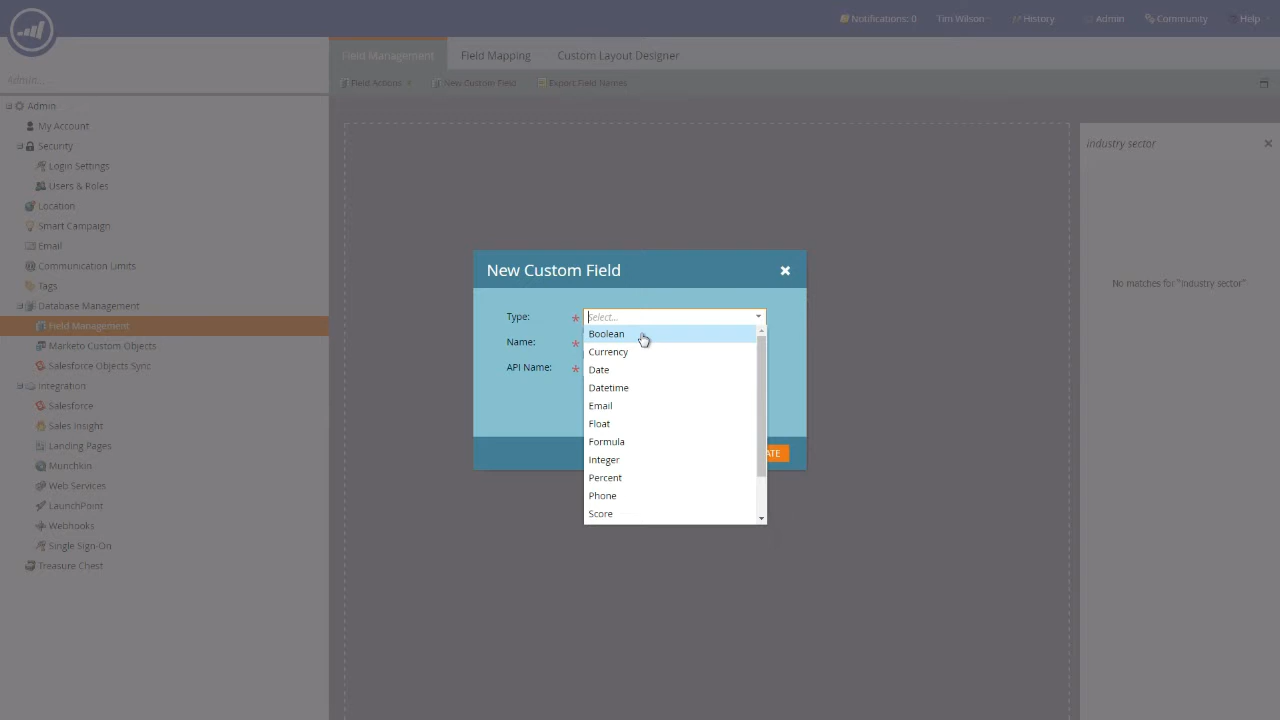 Notifications: 0
Tim Wilson
History
Admin
Community
Help
Admin...
Field Management
Field Mapping
Custom Layout Designer
Field Actions
New Custom Field
Export Field Names
Admin
My Account
Security
Login Settings
Users & Roles
Location
Smart Campaign
Email
Communication Limits
Tags
Database Management
Field Management
Marketo Custom Objects
Salesforce Objects Sync
Integration
Salesforce
Sales Insight
Landing Pages
Munchkin
Web Services
LaunchPoint
Webhooks
Single Sign-On
Treasure Chest
Industry sector
No matches for "Industry sector"
New Custom Field
Type: * Select...
Name: *
API Name: *
Boolean
Currency
Date
Datetime
Email
Float
Formula
Integer
Percent
Phone
Score